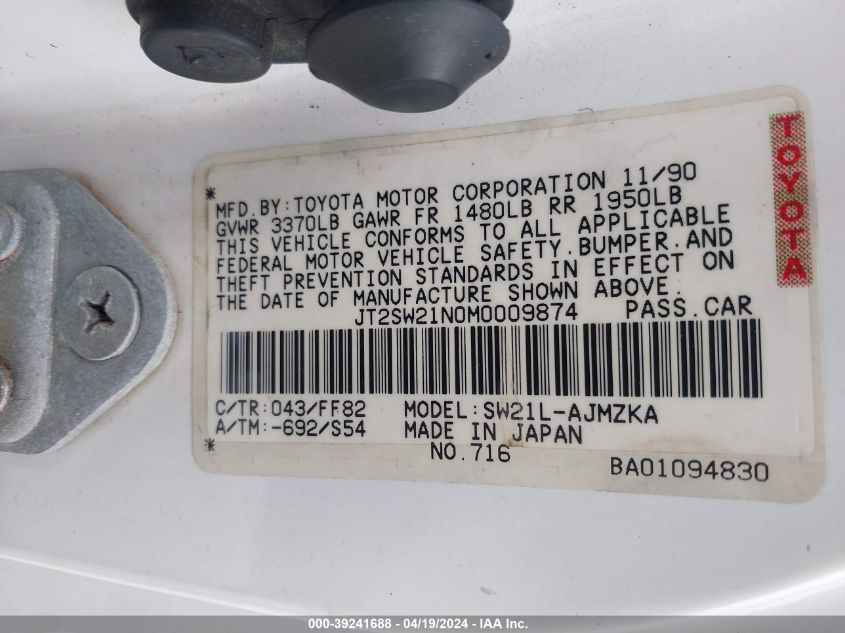 TOYOTA
* MFD.BY:TOYOTA MOTOR CORPORATION 11/90
GVWR 3370LB GAWR FR 1480LB RR 1950LB
THIS VEHICLE CONFORMS TO ALL APPLICABLE
FEDERAL MOTOR VEHICLE SAFETY.BUMPER.AND
THEFT PREVENTION STANDARDS IN EFFECT ON
THE DATE OF MANUFACTURE SHOWN ABOVE.
JT2SW21N0M0009874 PASS.CAR
C/TR:043/FF82 MODEL:SW21L-AJMZKA
A/TM:-692/S54 MADE IN JAPAN
* NO.716
BA01094830
000-39241688 - 04/19/2024 - IAA Inc.